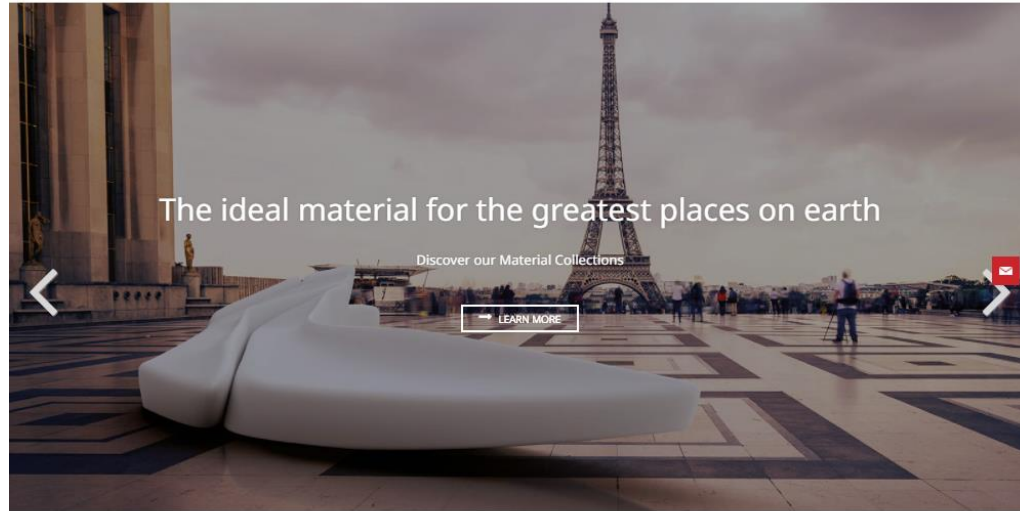 The ideal material for the greatest places on earth
Discover our Material Collections
LEARN MORE